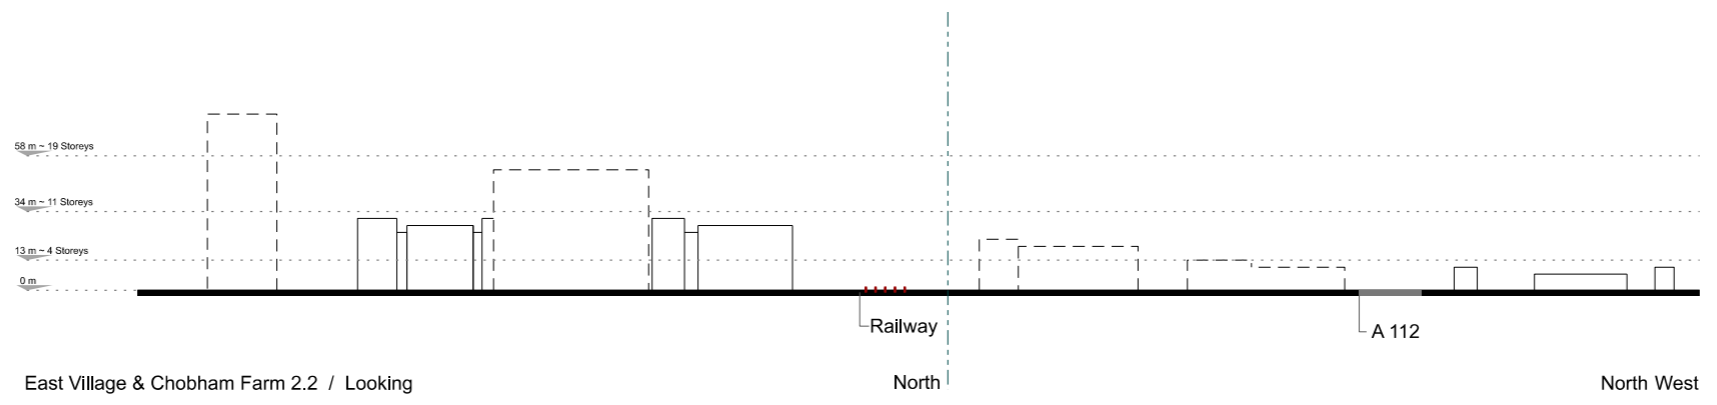 58 m ~ 19 Storeys
34 m ~ 11 Storeys
13 m ~ 4 Storeys
0 m
Railway
A 112
East Village & Chobham Farm 2.2 / Looking North North West